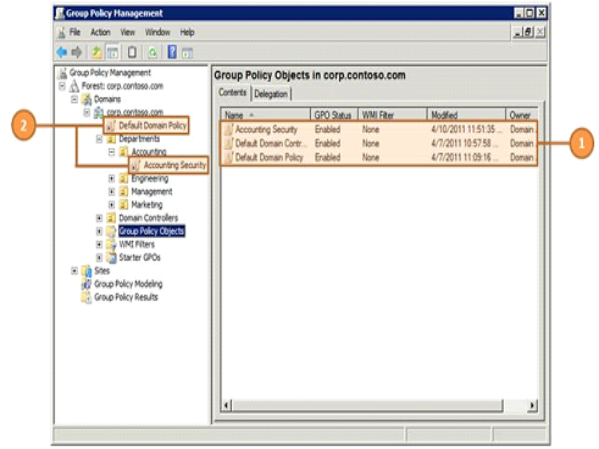 Group Policy Management
File Action View Window Help
Group Policy Management
Forest: corp.contoso.com
Domains
corp.contoso.com
Default Domain Policy
Departments
Accounting
Accounting Security
Engineering
Management
Marketing
Domain Controllers
Group Policy Objects
WMI Filters
Starter GPOs
Sites
Group Policy Modeling
Group Policy Results
2
Group Policy Objects in corp.contoso.com
Contents Delegation
Name GPO Status WMI Filter Modified Owner
Accounting Security Enabled None 4/10/2011 11:51:35 ... Domain
Default Domain Contr... Enabled None 4/7/2011 10:57:58 ... Domain
Default Domain Policy Enabled None 4/7/2011 11:09:16 ... Domain
1